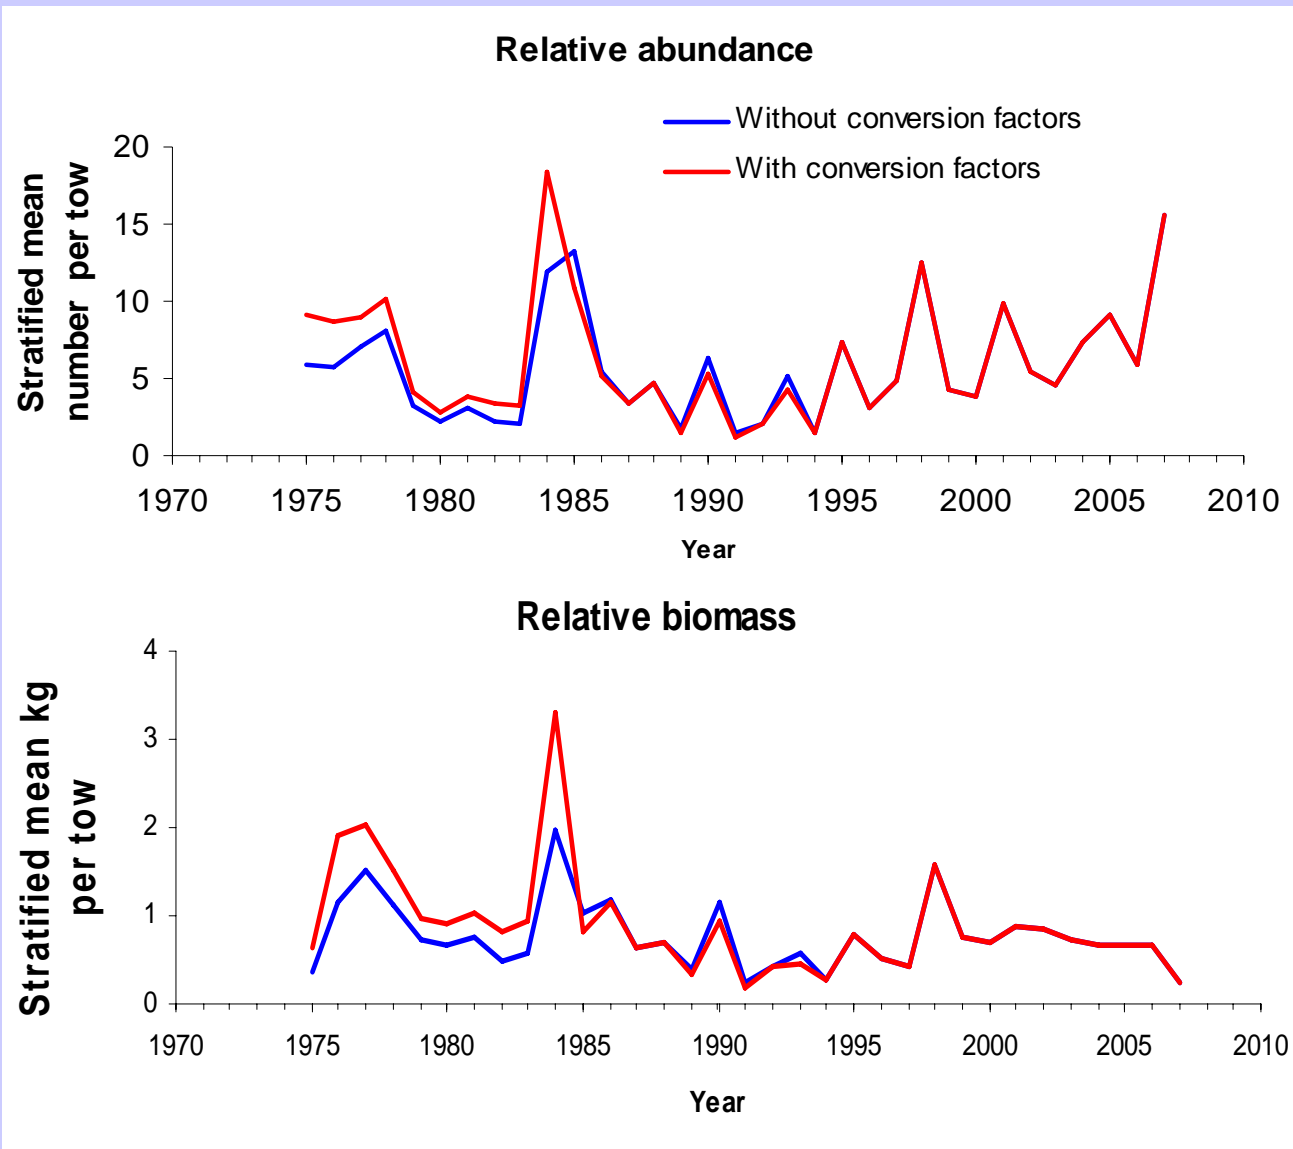 Relative abundance
Without conversion factors
With conversion factors
Stratified mean
number per tow
20
15
10
5
0
1970 1975 1980 1985 1990 1995 2000 2005 2010
Year
Relative biomass
Stratified mean kg
per tow
4
3
2
1
0
1970 1975 1980 1985 1990 1995 2000 2005 2010
Year